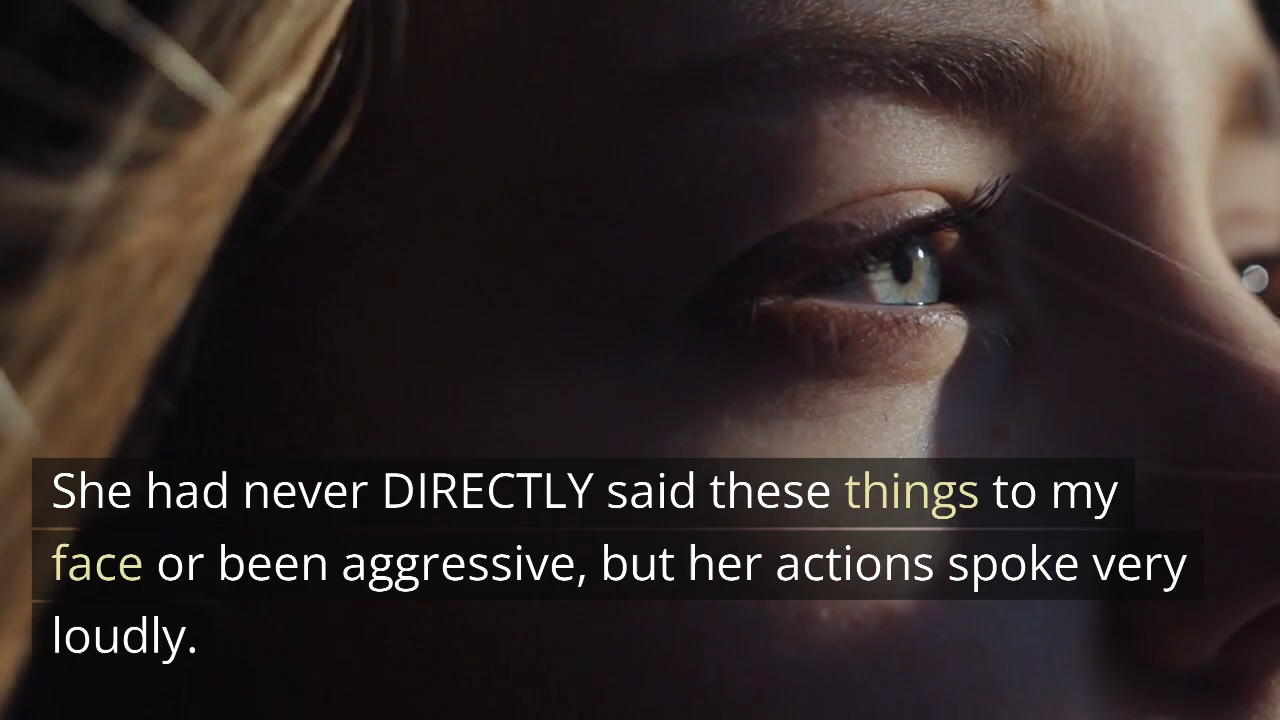 She had never DIRECTLY said these things to my
face or been aggressive, but her actions spoke very
loudly.